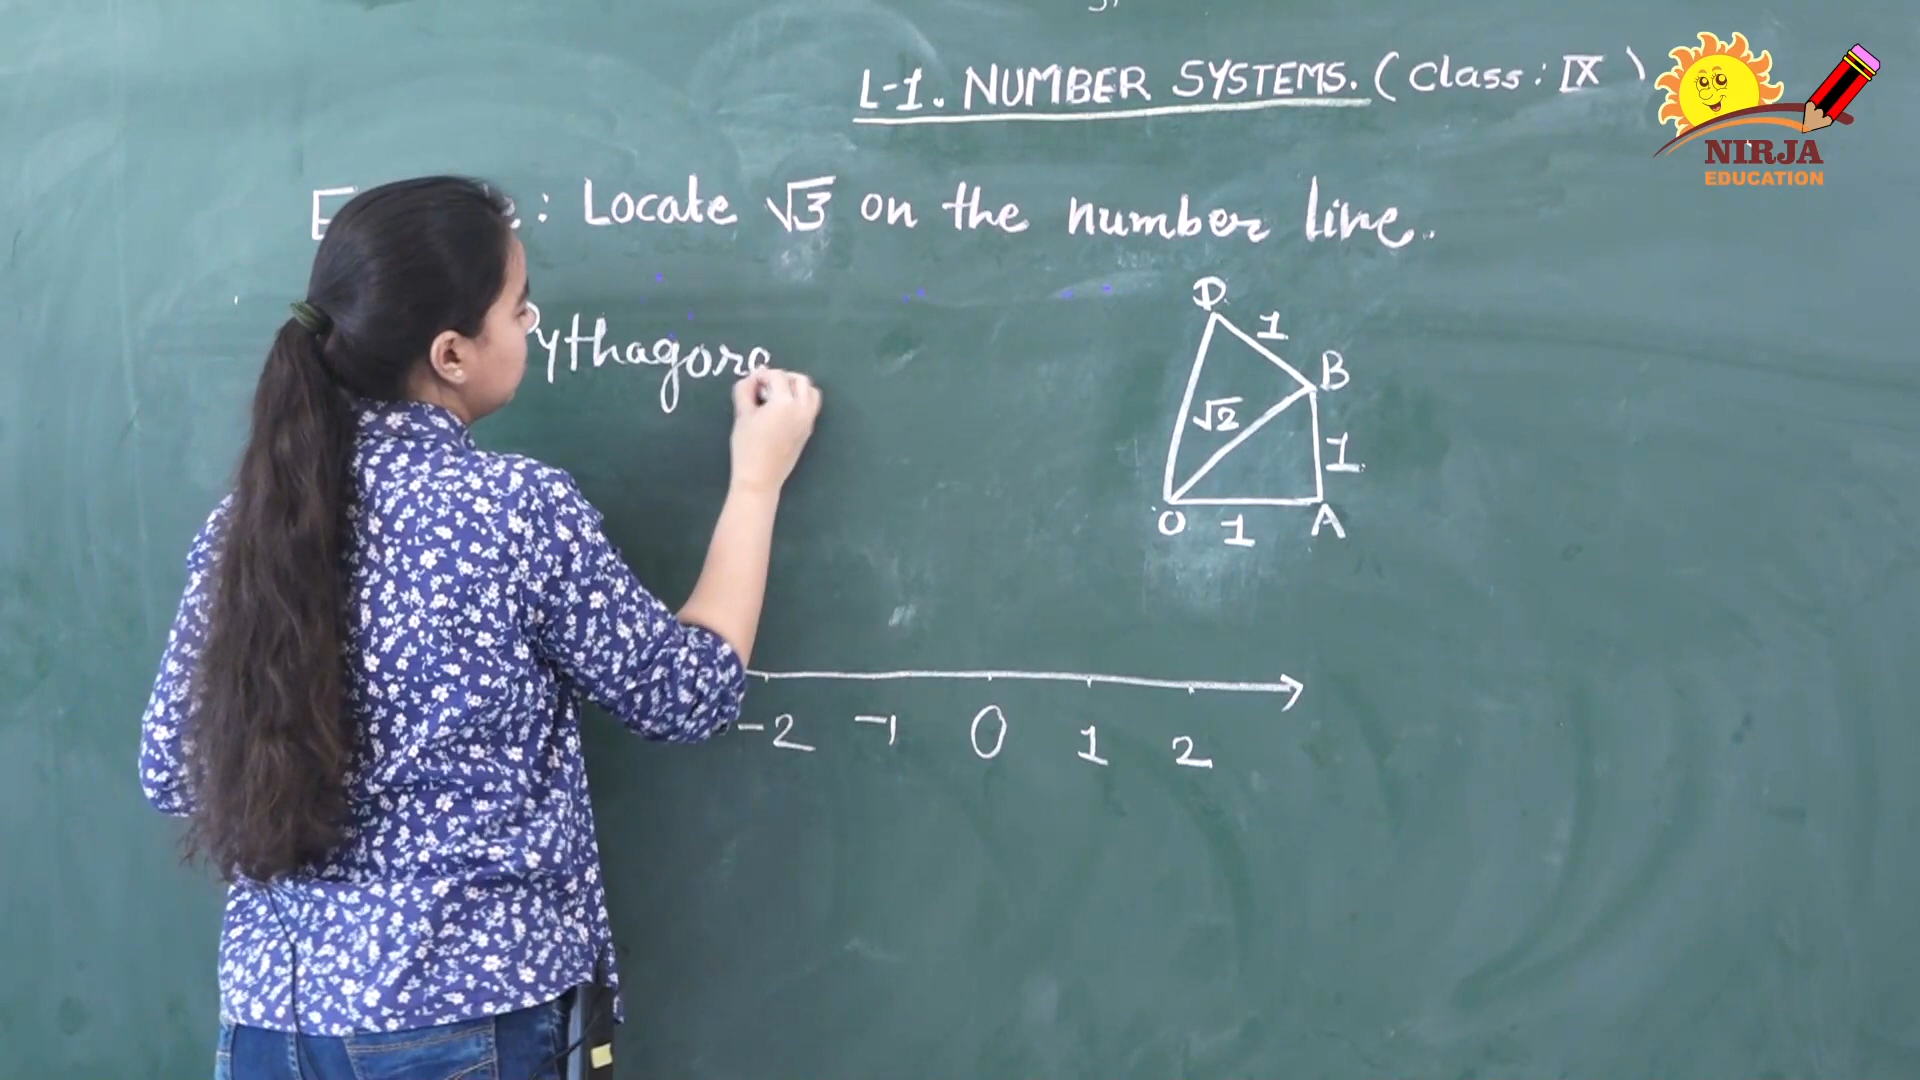 L-1. NUMBER SYSTEMS. (Class: IX)
NIRJA
EDUCATION
: Locate √3 on the number line.
D
1
B
Pythagora
√2
1
O 1 A
-2 -1 0 1 2